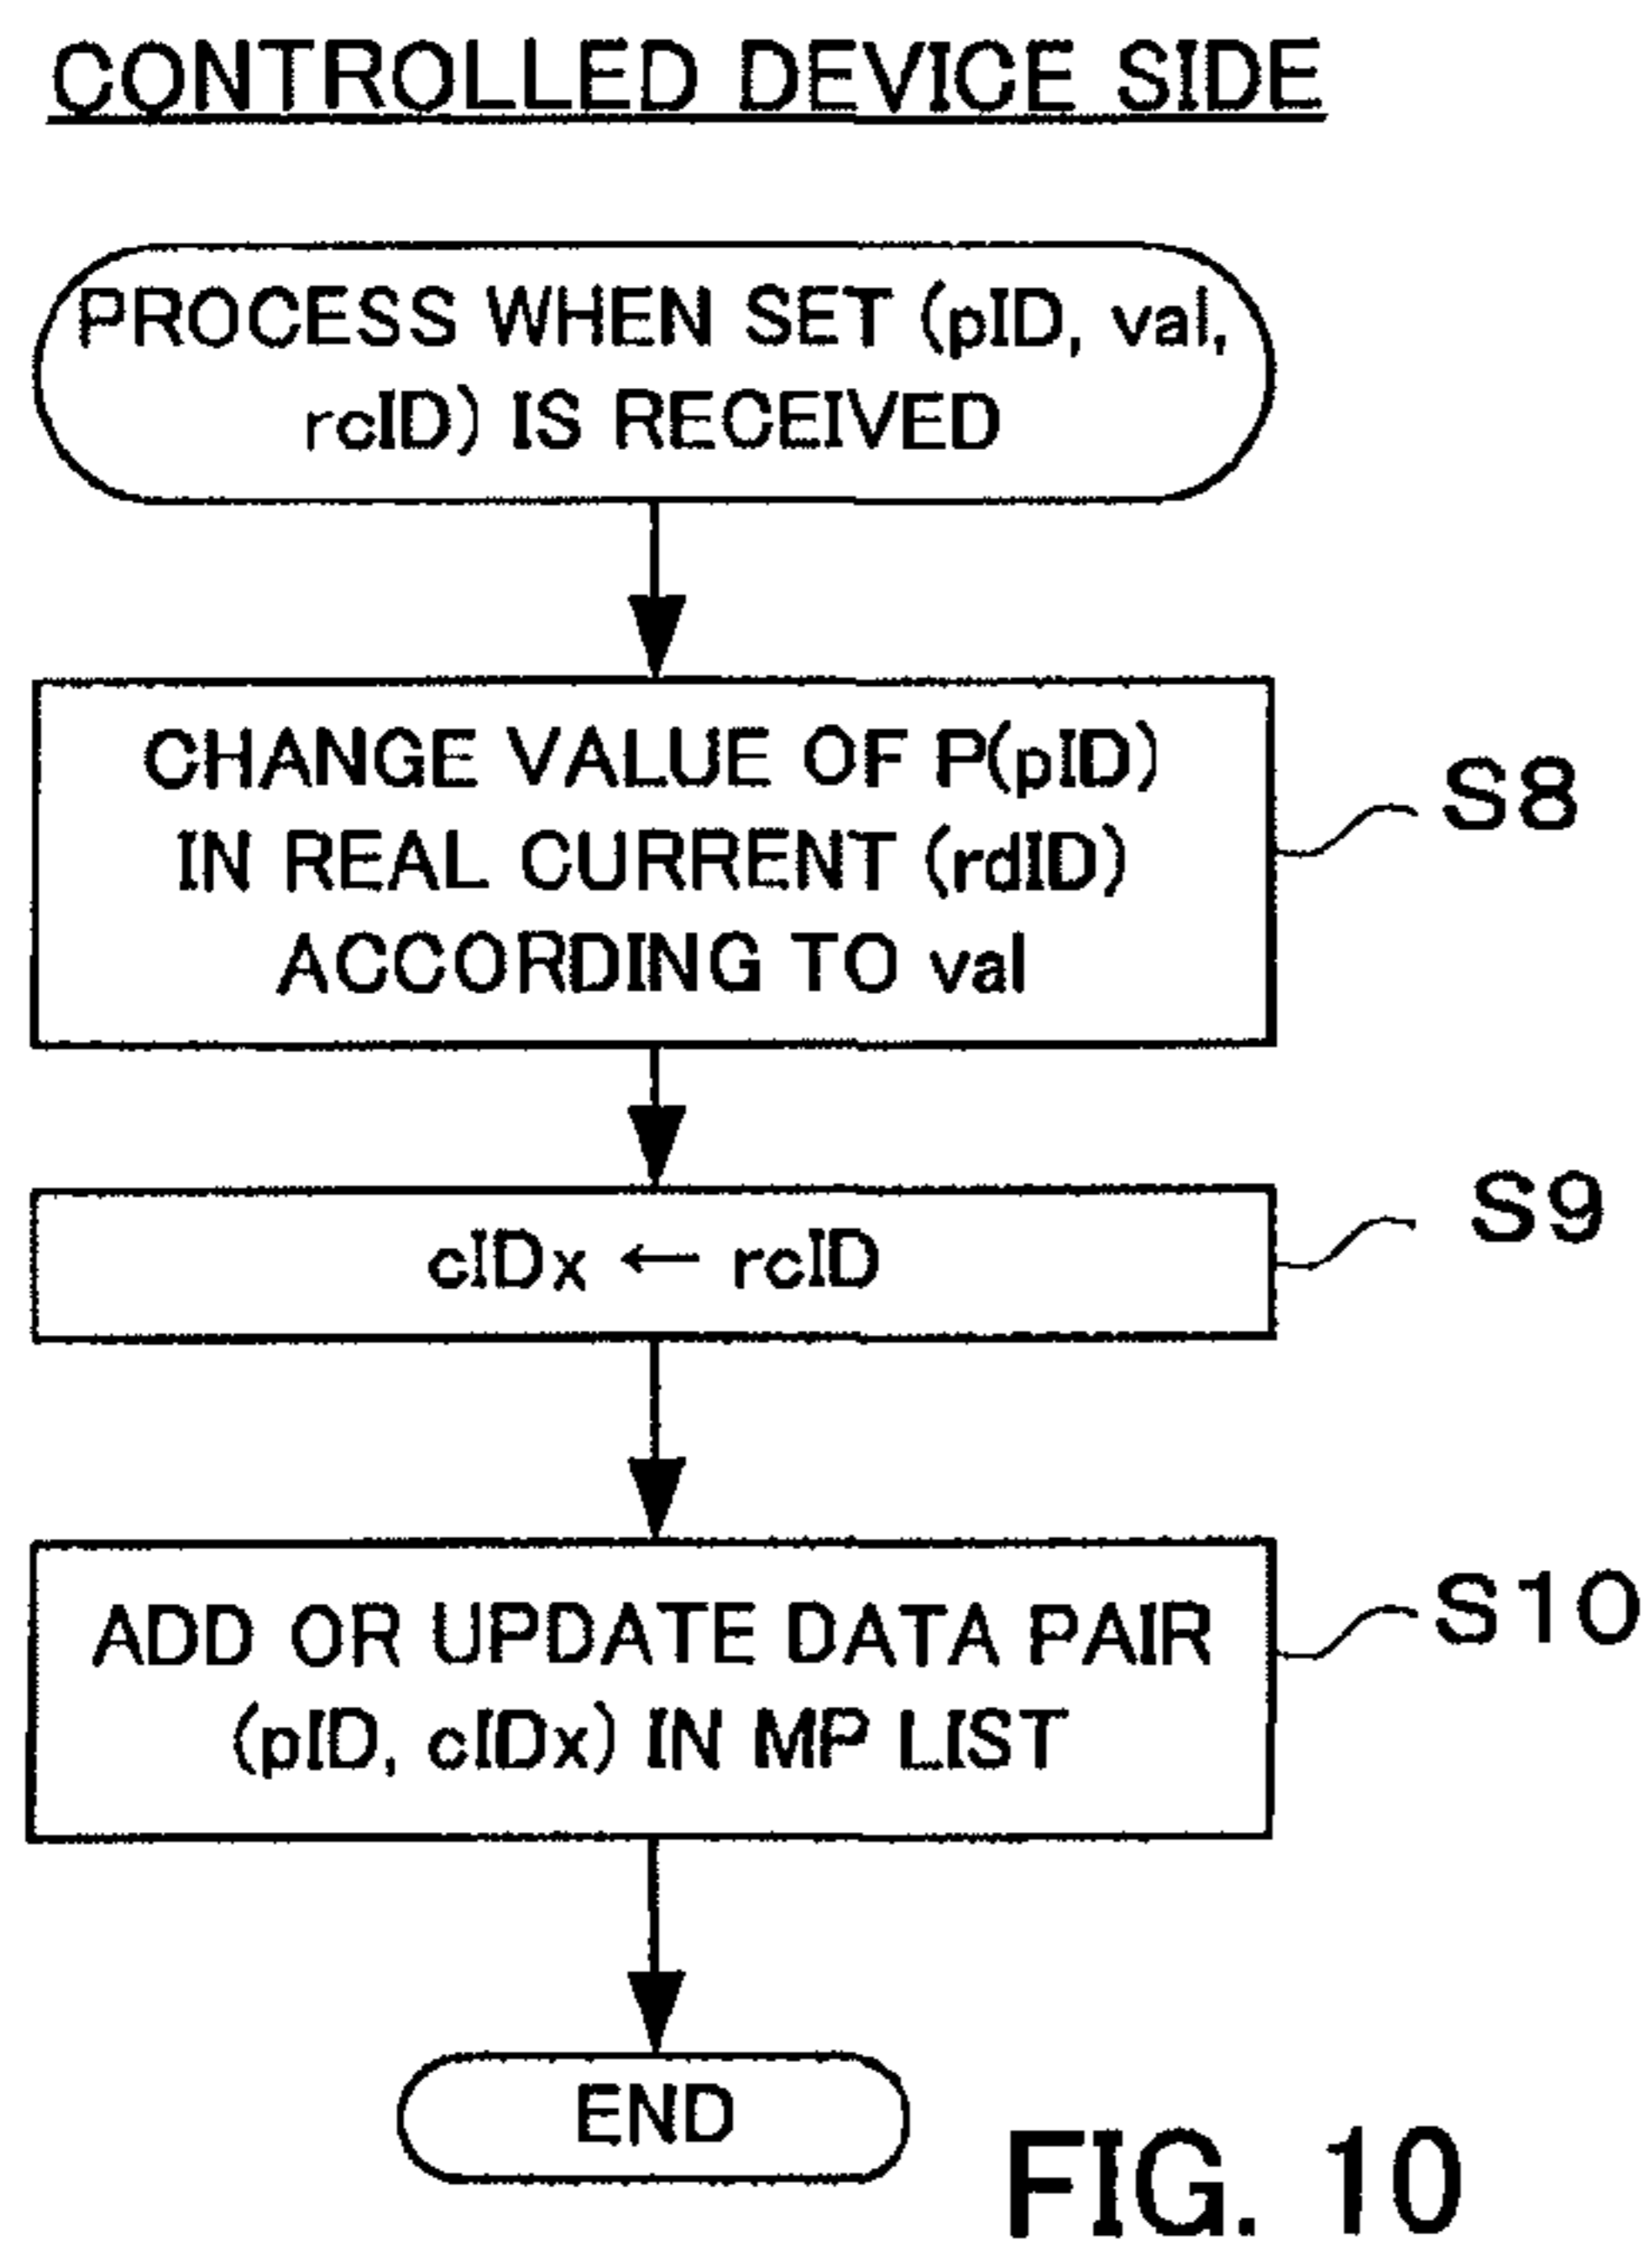 CONTROLLED DEVICE SIDE
PROCESS WHEN SET (pID, val,
rcID) IS RECEIVED
CHANGE VALUE OF P(pID)
IN REAL CURRENT (rdID)
ACCORDING TO val
S8
cIDx ← rcID
S9
ADD OR UPDATE DATA PAIR
(pID, cIDx) IN MP LIST
S10
END
FIG. 10